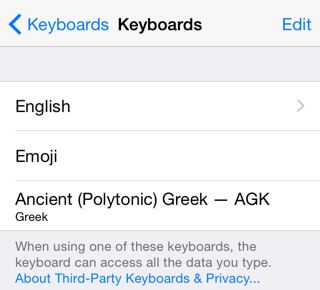 Keyboards Keyboards Edit
English
Emoji
Ancient (Polytonic) Greek — AGK
Greek
When using one of these keyboards, the
keyboard can access all the data you type.
About Third-Party Keyboards & Privacy...